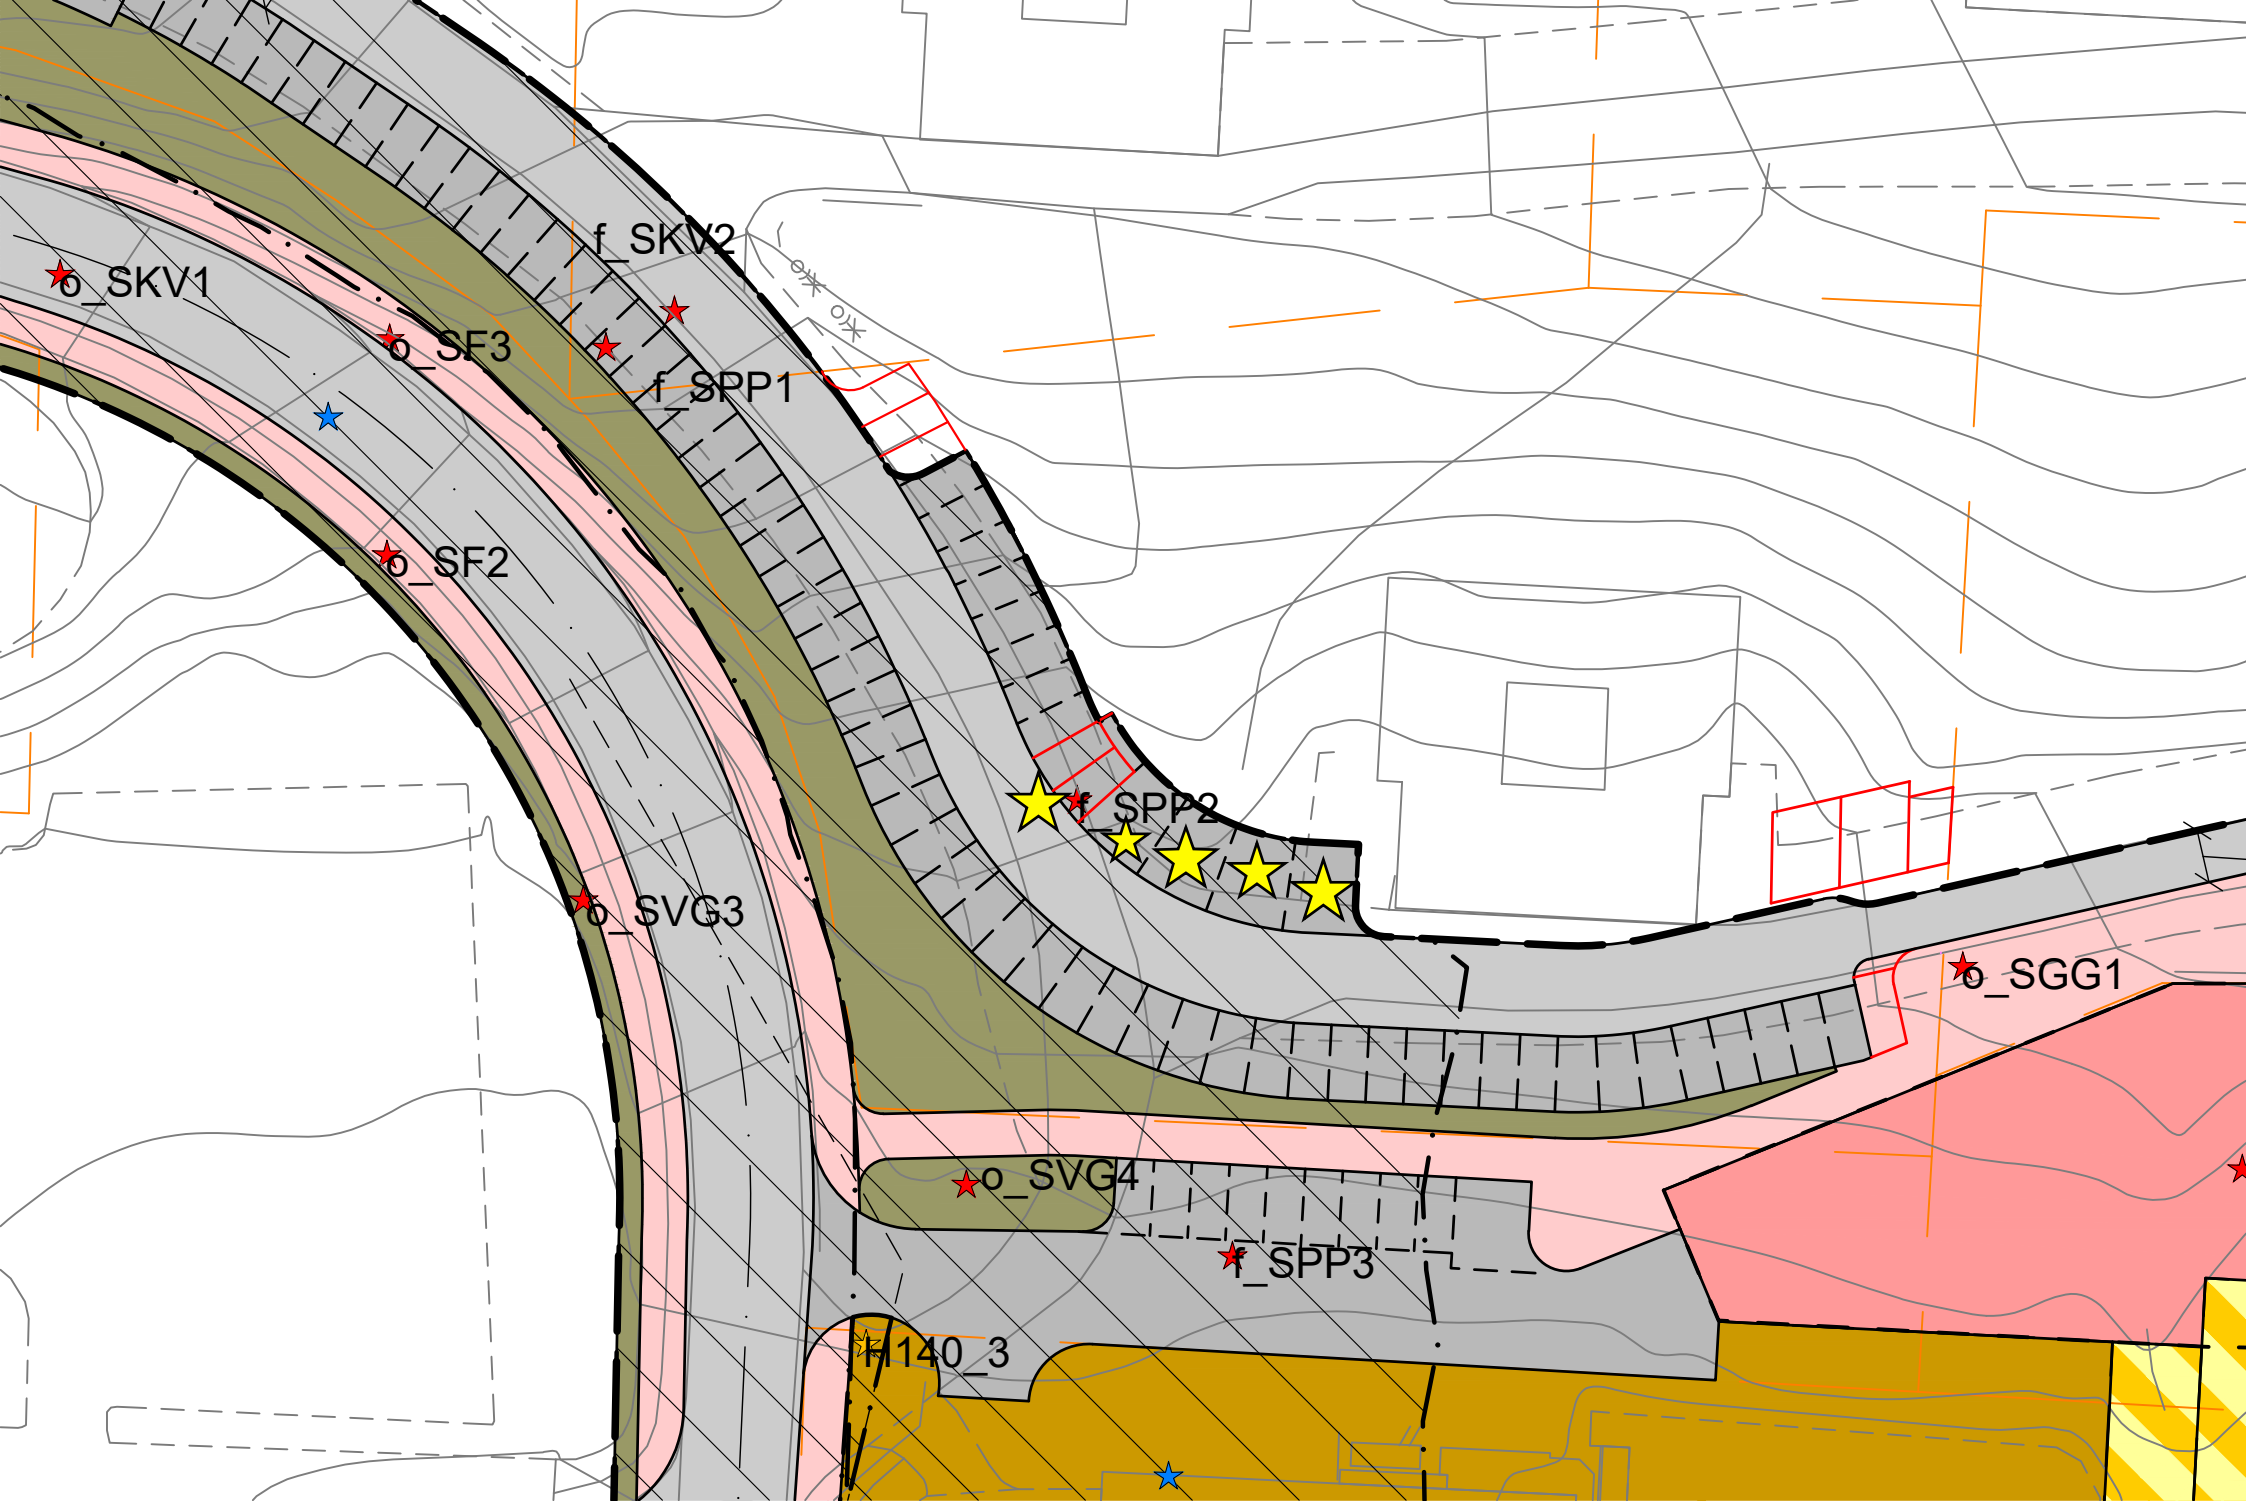 f_SKV2
o_SKV1
o_SF3
f_SPP1
o_SF2
f_SPP2
o_SVG3
o_SGG1
o_SVG4
f_SPP3
H140_3